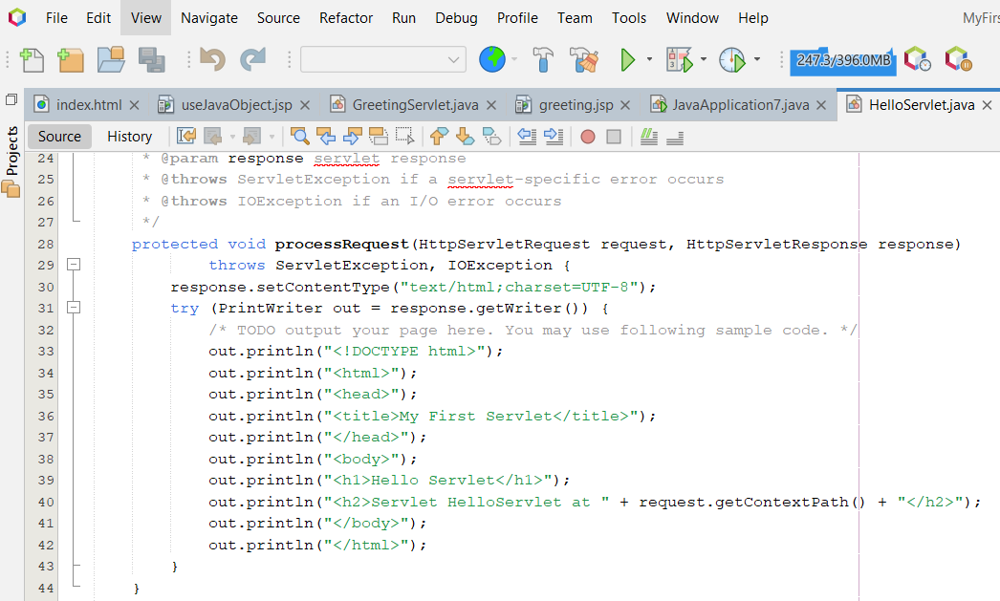 File Edit View Navigate Source Refactor Run Debug Profile Team Tools Window Help MyFirs
247.3/396.0MB
index.html useJavaObject.jsp GreetingServlet.java greeting.jsp JavaApplication7.java HelloServlet.java
Projects
Source History
24 * @param response servlet response
25 * @throws ServletException if a servlet-specific error occurs
26 * @throws IOException if an I/O error occurs
27 */
28 protected void processRequest(HttpServletRequest request, HttpServletResponse response)
29 throws ServletException, IOException {
30 response.setContentType("text/html;charset=UTF-8");
31 try (PrintWriter out = response.getWriter()) {
32 /* TODO output your page here. You may use following sample code. */
33 out.println("<!DOCTYPE html>");
34 out.println("<html>");
35 out.println("<head>");
36 out.println("<title>My First Servlet</title>");
37 out.println("</head>");
38 out.println("<body>");
39 out.println("<h1>Hello Servlet</h1>");
40 out.println("<h2>Servlet HelloServlet at " + request.getContextPath() + "</h2>");
41 out.println("</body>");
42 out.println("</html>");
43 }
44 }